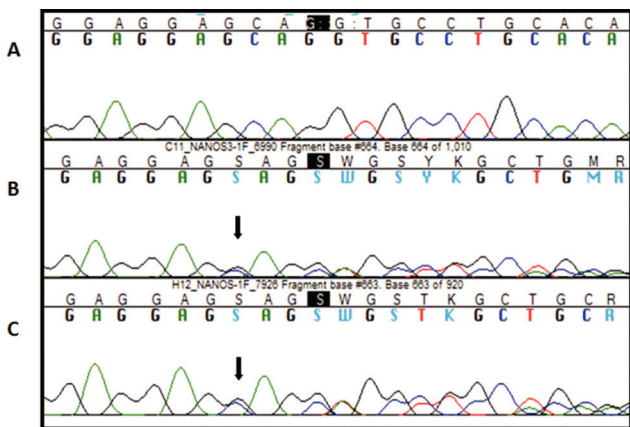 A
G G A G G A G C A G G T G C C T G C A C A
G G A G G A G C A G G T G C C T G C A C A
B
C11_NANOS3-1F_6990 Fragment base #664. Base 664 of 1,010
G A G G A G S A G S W G S Y K G C T G M R
G A G G A G S A G S W G S Y K G C T G M R
C
H12_NANOS-1F_7926 Fragment base #663. Base 663 of 920
G A G G A G S A G S W G S T K G C T G C R
G A G G A G S A G S W G S T K G C T G C R